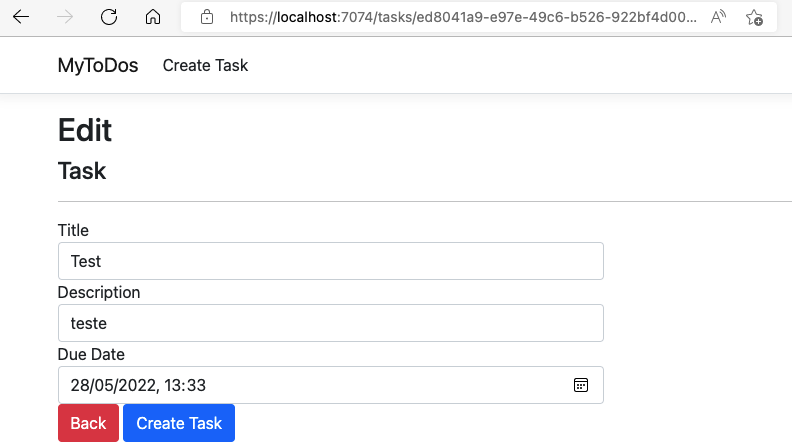 https://localhost:7074/tasks/ed8041a9-e97e-49c6-b526-922bf4d00...
MyToDos Create Task
Edit
Task
Title
Test
Description
teste
Due Date
28/05/2022, 13:33
Back Create Task